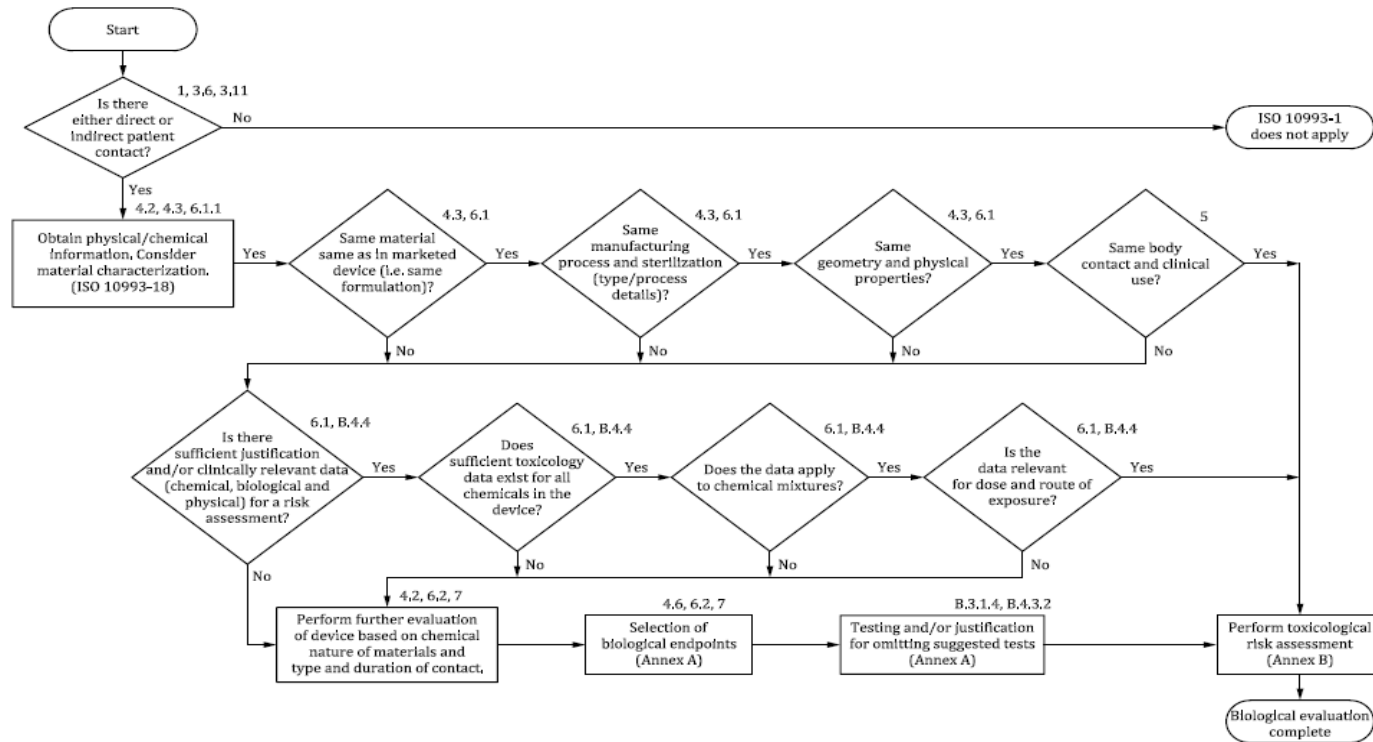 Start
1, 3,6, 3,11
Is there
either direct or
indirect patient
contact?
No
ISO 10993-1
does not apply
Yes
4.2, 4.3, 6.1.1
Obtain physical/chemical
information. Consider
material characterization.
(ISO 10993-18)
Yes
4.3, 6.1
Same material
same as in marketed
device (i.e. same
formulation)?
Yes
No
4.3, 6.1
Same
manufacturing
process and sterilization
(type/process
details)?
Yes
No
4.3, 6.1
Same
geometry and physical
properties?
Yes
No
5
Same body
contact and clinical
use?
Yes
No
6.1, B.4.4
Is there
sufficient justification
and/or clinically relevant data
(chemical, biological and
physical) for a risk
assessment?
Yes
No
6.1, B.4.4
Does
sufficient toxicology
data exist for all
chemicals in the
device?
Yes
No
6.1, B.4.4
Does the data apply
to chemical mixtures?
Yes
No
6.1, B.4.4
Is the
data relevant
for dose and route of
exposure?
Yes
No
4.2, 6.2, 7
Perform further evaluation
of device based on chemical
nature of materials and
type and duration of contact.
4.6, 6.2, 7
Selection of
biological endpoints
(Annex A)
B.3.1.4, B.4.3.2
Testing and/or justification
for omitting suggested tests
(Annex A)
Perform toxicological
risk assessment
(Annex B)
Biological evaluation
complete